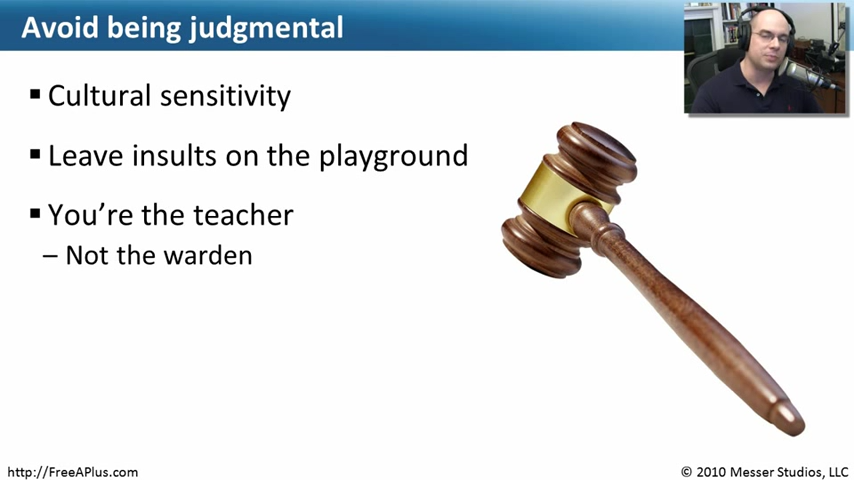 Avoid being judgmental
▪ Cultural sensitivity
▪ Leave insults on the playground
▪ You’re the teacher
– Not the warden
http://FreeAPlus.com
© 2010 Messer Studios, LLC